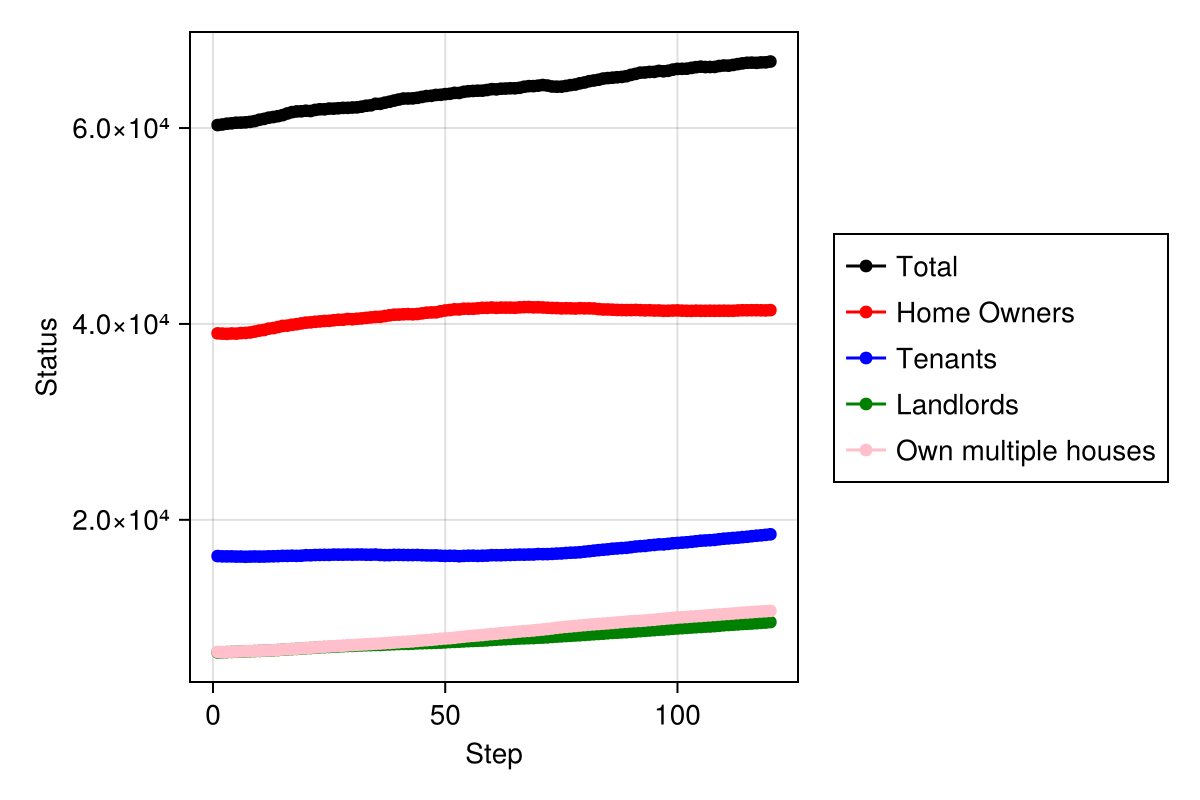 6.0×10⁴
4.0×10⁴
2.0×10⁴
Status
0 50 100
Step
Total
Home Owners
Tenants
Landlords
Own multiple houses